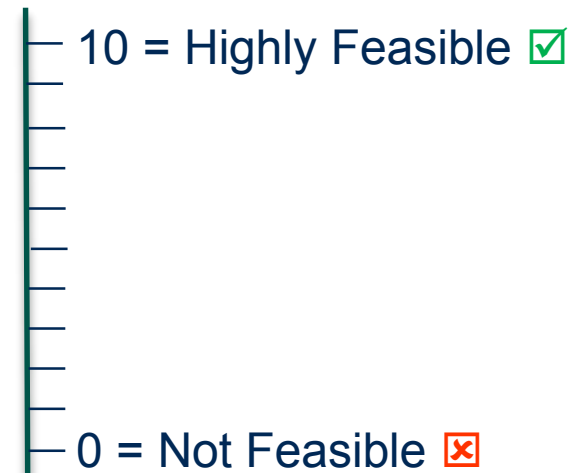 10 = Highly Feasible ☑
0 = Not Feasible ☒